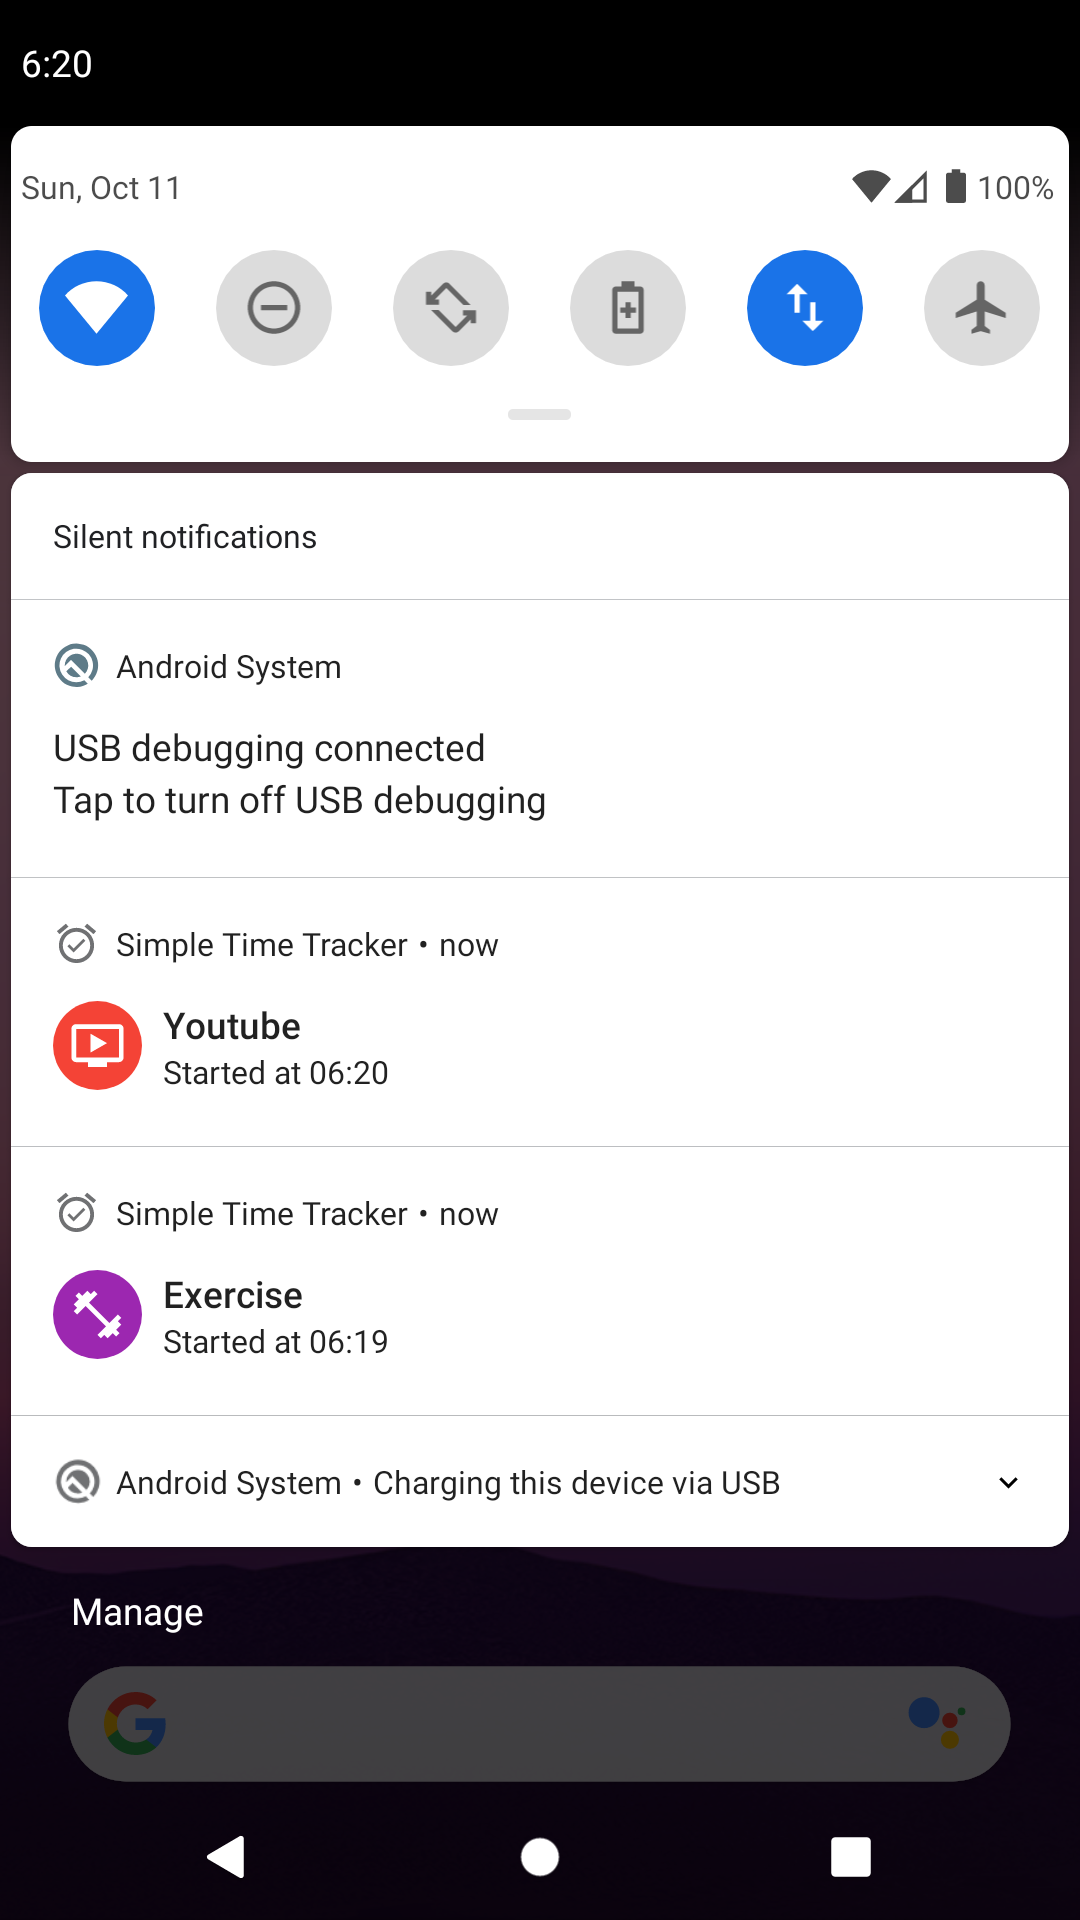 6:20
Sun, Oct 11
100%
Silent notifications
Android System
USB debugging connected
Tap to turn off USB debugging
Simple Time Tracker • now
Youtube
Started at 06:20
Simple Time Tracker • now
Exercise
Started at 06:19
Android System • Charging this device via USB
Manage